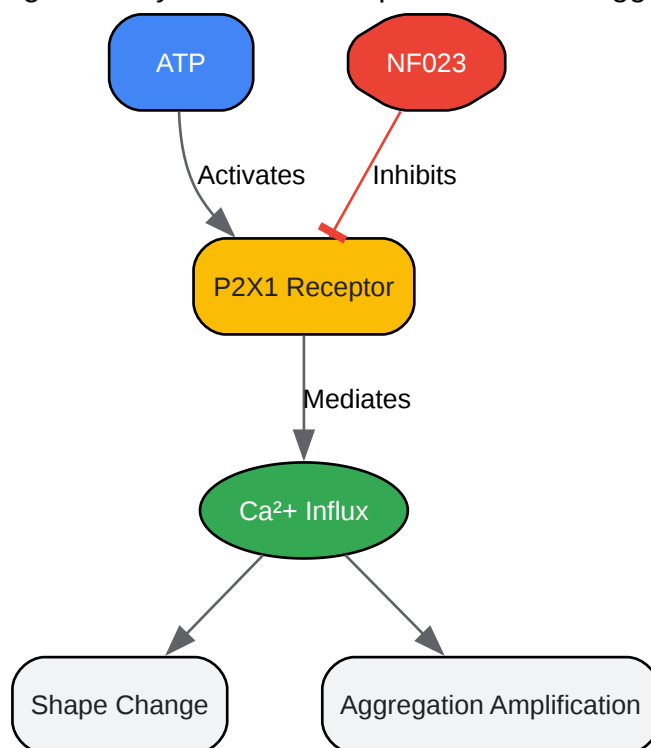 ATP
NF023
Activates
Inhibits
P2X1 Receptor
Mediates
Ca²+ Influx
Shape Change
Aggregation Amplification